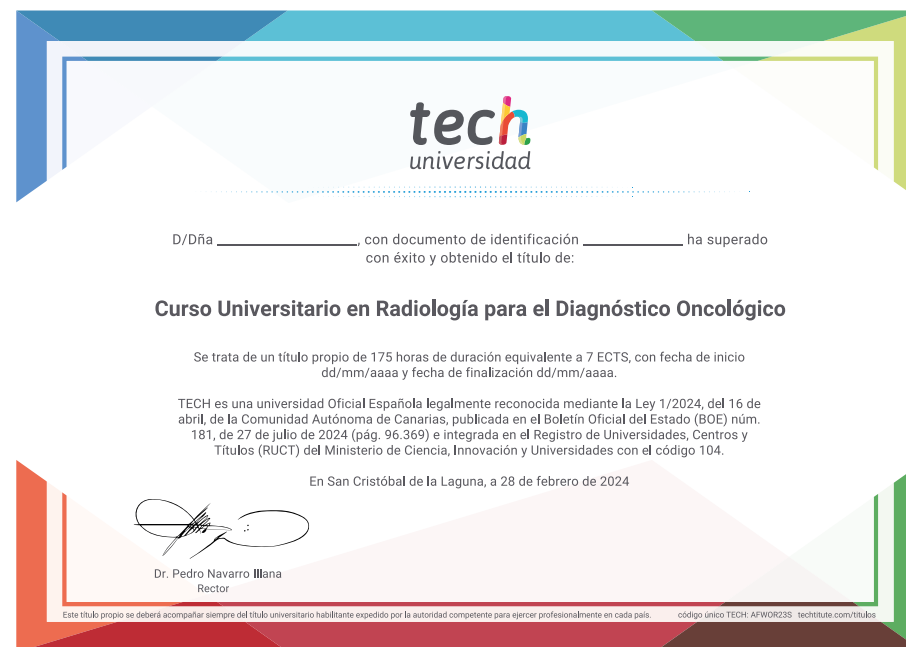 tech
universidad
D/Dña ______________, con documento de identificación __________ ha superado
con éxito y obtenido el título de:
Curso Universitario en Radiología para el Diagnóstico Oncológico
Se trata de un título propio de 175 horas de duración equivalente a 7 ECTS, con fecha de inicio
dd/mm/aaaa y fecha de finalización dd/mm/aaaa.
TECH es una universidad Oficial Española legalmente reconocida mediante la Ley 1/2024, del 16 de
abril, de la Comunidad Autónoma de Canarias, publicada en el Boletín Oficial del Estado (BOE) núm.
181, de 27 de julio de 2024 (pág. 96.369) e integrada en el Registro de Universidades, Centros y
Títulos (RUCT) del Ministerio de Ciencia, Innovación y Universidades con el código 104.
En San Cristóbal de la Laguna, a 28 de febrero de 2024
Dr. Pedro Navarro Illana
Rector
Este título propio se deberá acompañar siempre del título universitario habilitante expedido por la autoridad competente para ejercer profesionalmente en cada país. código único TECH: AFWOR23S techtitute.com/titulos